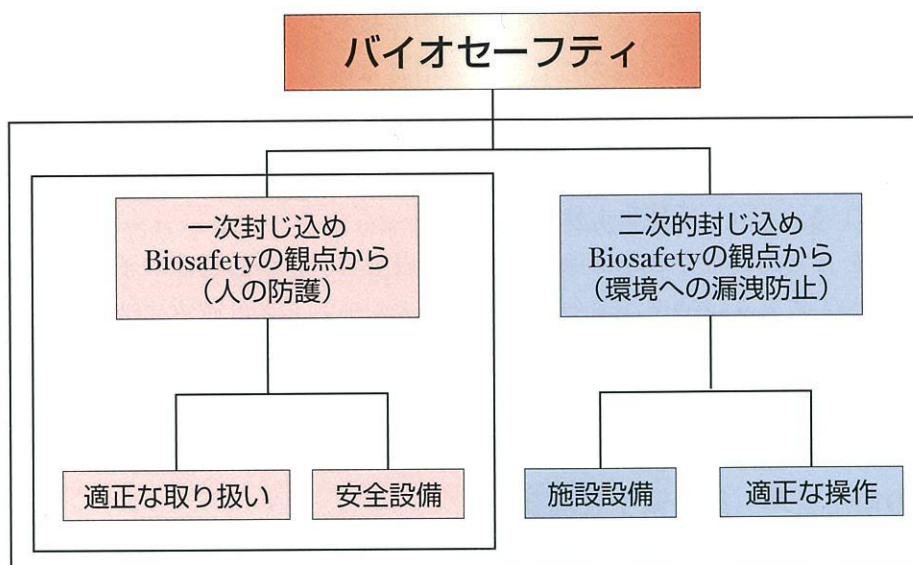 バイオセーフティ
一次封じ込め
Biosafetyの観点から
（人の防護）
二次的封じ込め
Biosafetyの観点から
（環境への漏洩防止）
適正な取り扱い
安全設備
施設設備
適正な操作